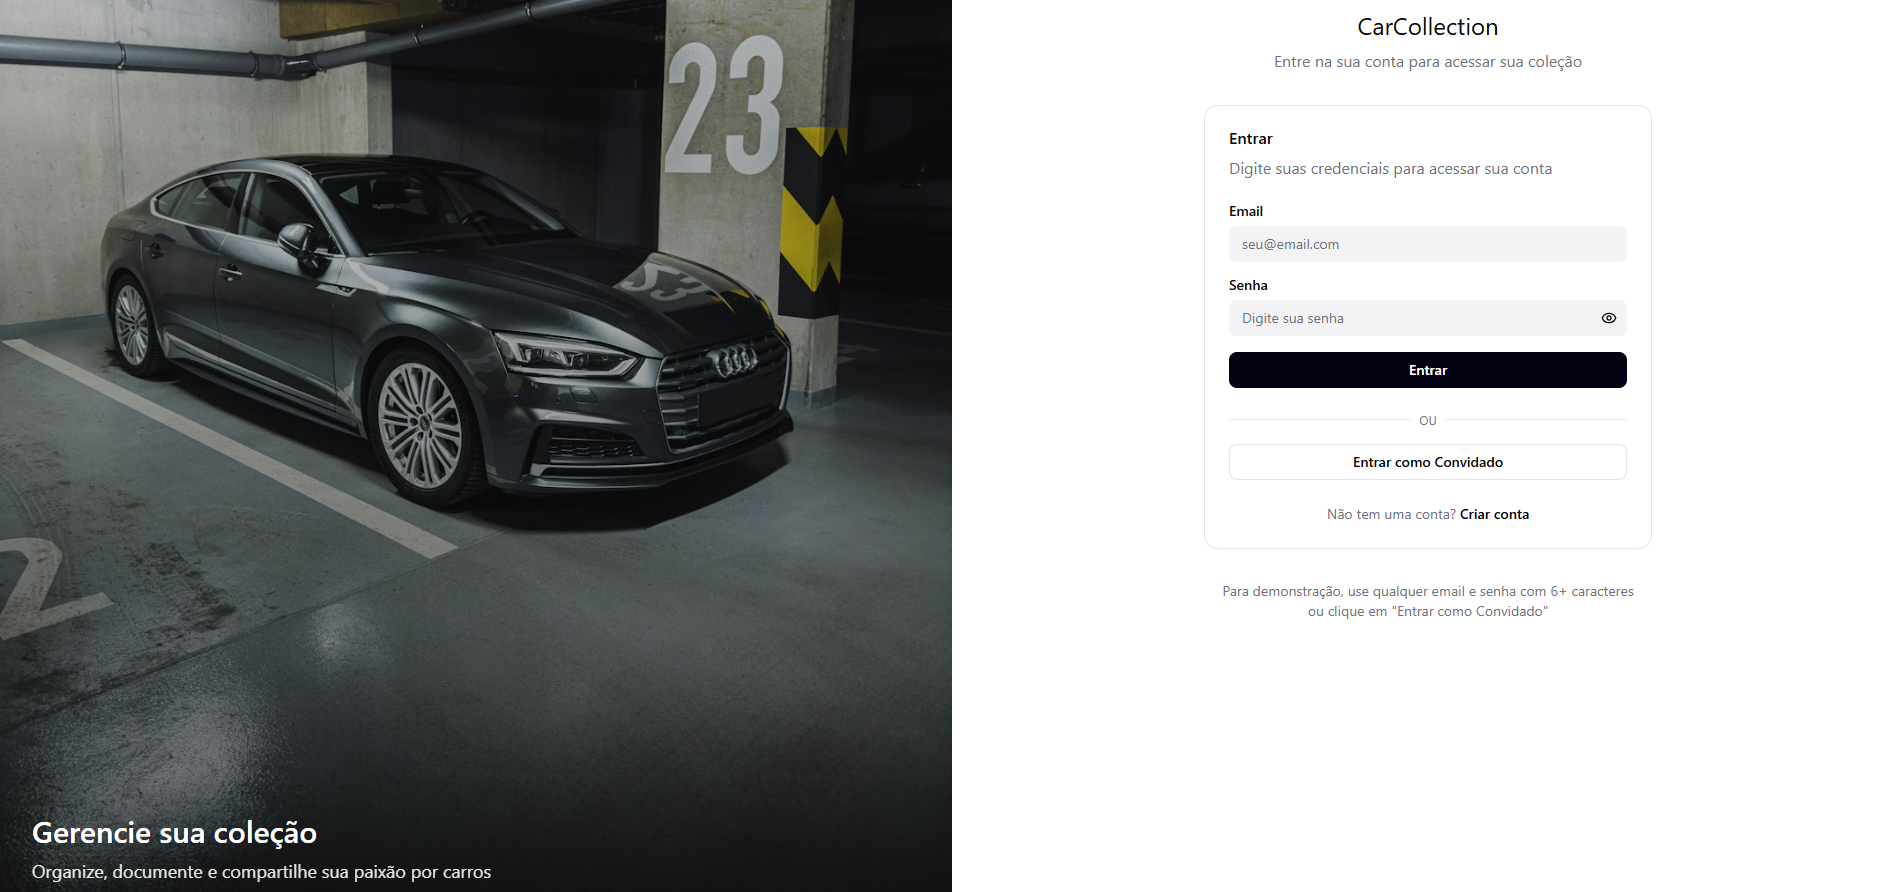 23
2
Gerencie sua coleção
Organize, documente e compartilhe sua paixão por carros
CarCollection
Entre na sua conta para acessar sua coleção
Entrar
Digite suas credenciais para acessar sua conta
Email
seu@email.com
Senha
Digite sua senha
Entrar
OU
Entrar como Convidado
Não tem uma conta? Criar conta
Para demonstração, use qualquer email e senha com 6+ caracteres
ou clique em "Entrar como Convidado"